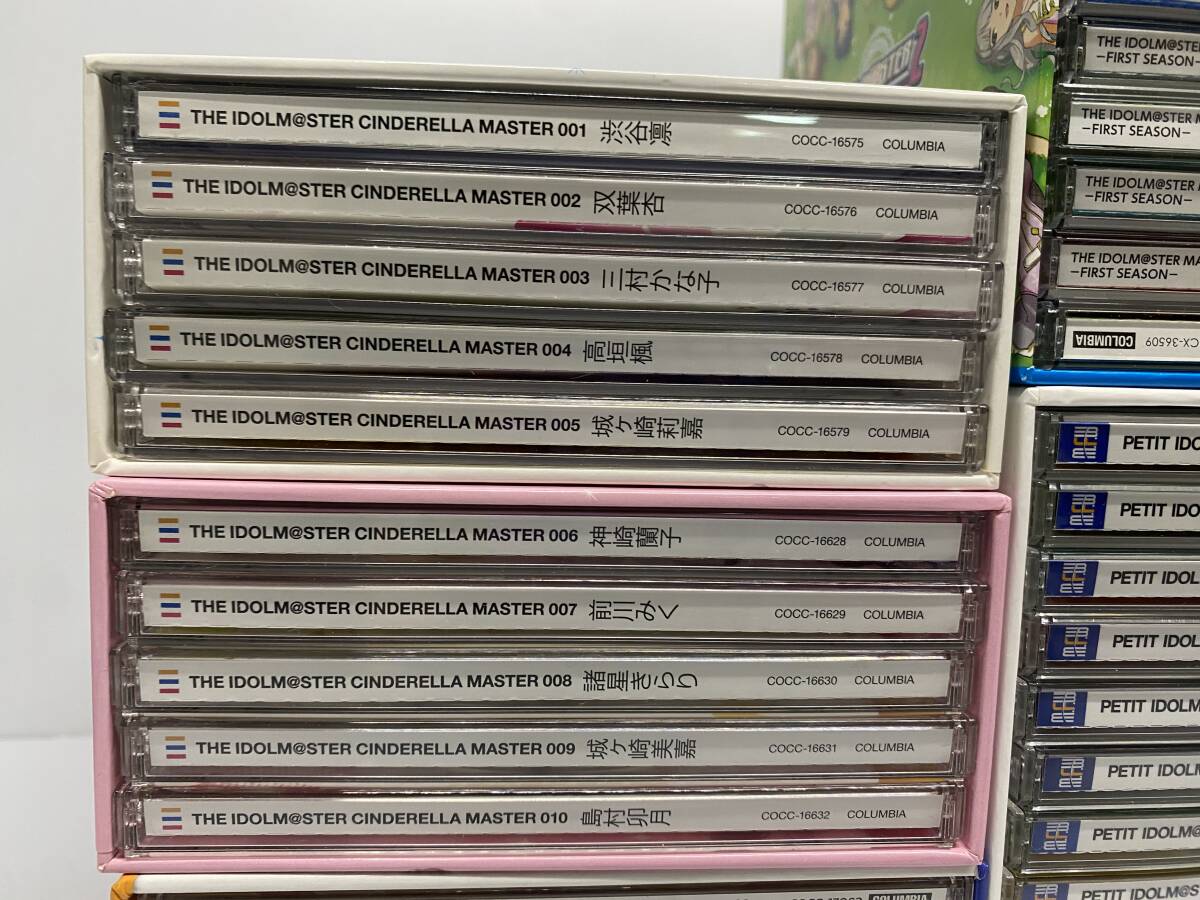 THE IDOLM@STER CINDERELLA MASTER 001 渋谷凛 COCC-16575 COLUMBIA
THE IDOLM@STER CINDERELLA MASTER 002 双葉杏 COCC-16576 COLUMBIA
THE IDOLM@STER CINDERELLA MASTER 003 三村かな子 COCC-16577 COLUMBIA
THE IDOLM@STER CINDERELLA MASTER 004 高垣楓 COCC-16578 COLUMBIA
THE IDOLM@STER CINDERELLA MASTER 005 城ヶ崎莉嘉 COCC-16579 COLUMBIA
THE IDOLM@STER CINDERELLA MASTER 006 神崎蘭子 COCC-16628 COLUMBIA
THE IDOLM@STER CINDERELLA MASTER 007 前川みく COCC-16629 COLUMBIA
THE IDOLM@STER CINDERELLA MASTER 008 諸星きらり COCC-16630 COLUMBIA
THE IDOLM@STER CINDERELLA MASTER 009 城ヶ崎美嘉 COCC-16631 COLUMBIA
THE IDOLM@STER CINDERELLA MASTER 010 島村卯月 COCC-16632 COLUMBIA
COLUMBIA
THE IDOLM@STER
-FIRST SEASON-
THE IDOLM@STER M
-FIRST SEASON-
THE IDOLM@STER M
-FIRST SEASON-
THE IDOLM@STER MA
-FIRST SEASON-
COLUMBIA CX-36509
PETIT IDO
PETIT IDOL
PETIT IDOL
PETIT IDOL
PETIT IDOLM
PETIT IDOLM
PETIT IDOLM@
PETIT IDOLM@S